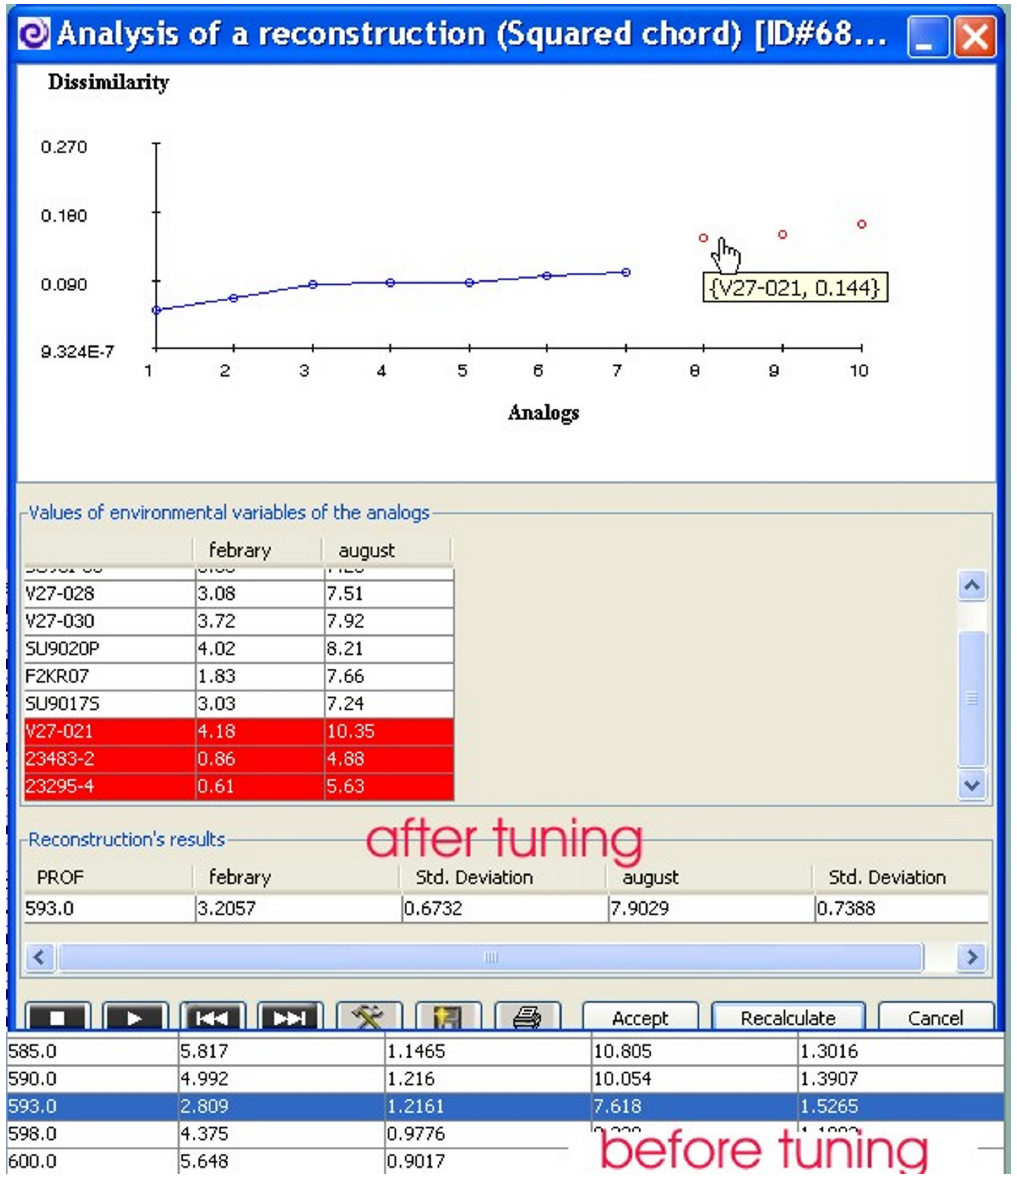 Analysis of a reconstruction (Squared chord) [ID#68...
Dissimilarity
0.270
0.180
0.090
{V27-021, 0.144}
9.324E-7
1 2 3 4 5 6 7 8 9 10
Analogs
Values of environmental variables of the analogs
febrary august
V27-028 3.08 7.51
V27-030 3.72 7.92
SU9020P 4.02 8.21
F2KR07 1.83 7.66
SU9017S 3.03 7.24
V27-021 4.18 10.35
23483-2 0.86 4.88
23295-4 0.61 5.63
after tuning
Reconstruction's results
PROF febrary Std. Deviation august Std. Deviation
593.0 3.2057 0.6732 7.9029 0.7388
Accept Recalculate Cancel
585.0 5.817 1.1465 10.805 1.3016
590.0 4.992 1.216 10.054 1.3907
593.0 2.809 1.2161 7.618 1.5265
598.0 4.375 0.9776
600.0 5.648 0.9017
before tuning